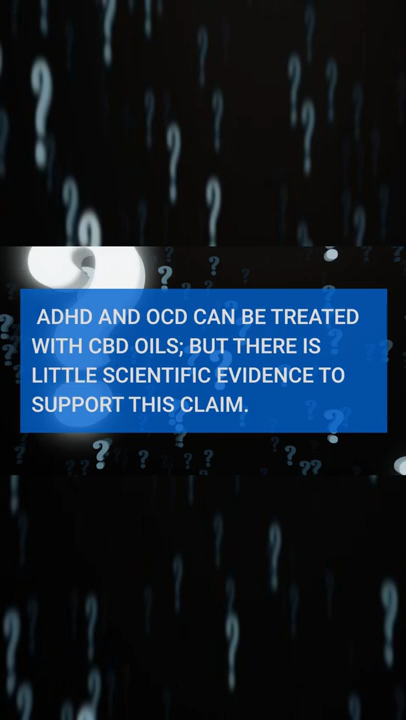 ADHD AND OCD CAN BE TREATED
WITH CBD OILS; BUT THERE IS
LITTLE SCIENTIFIC EVIDENCE TO
SUPPORT THIS CLAIM.